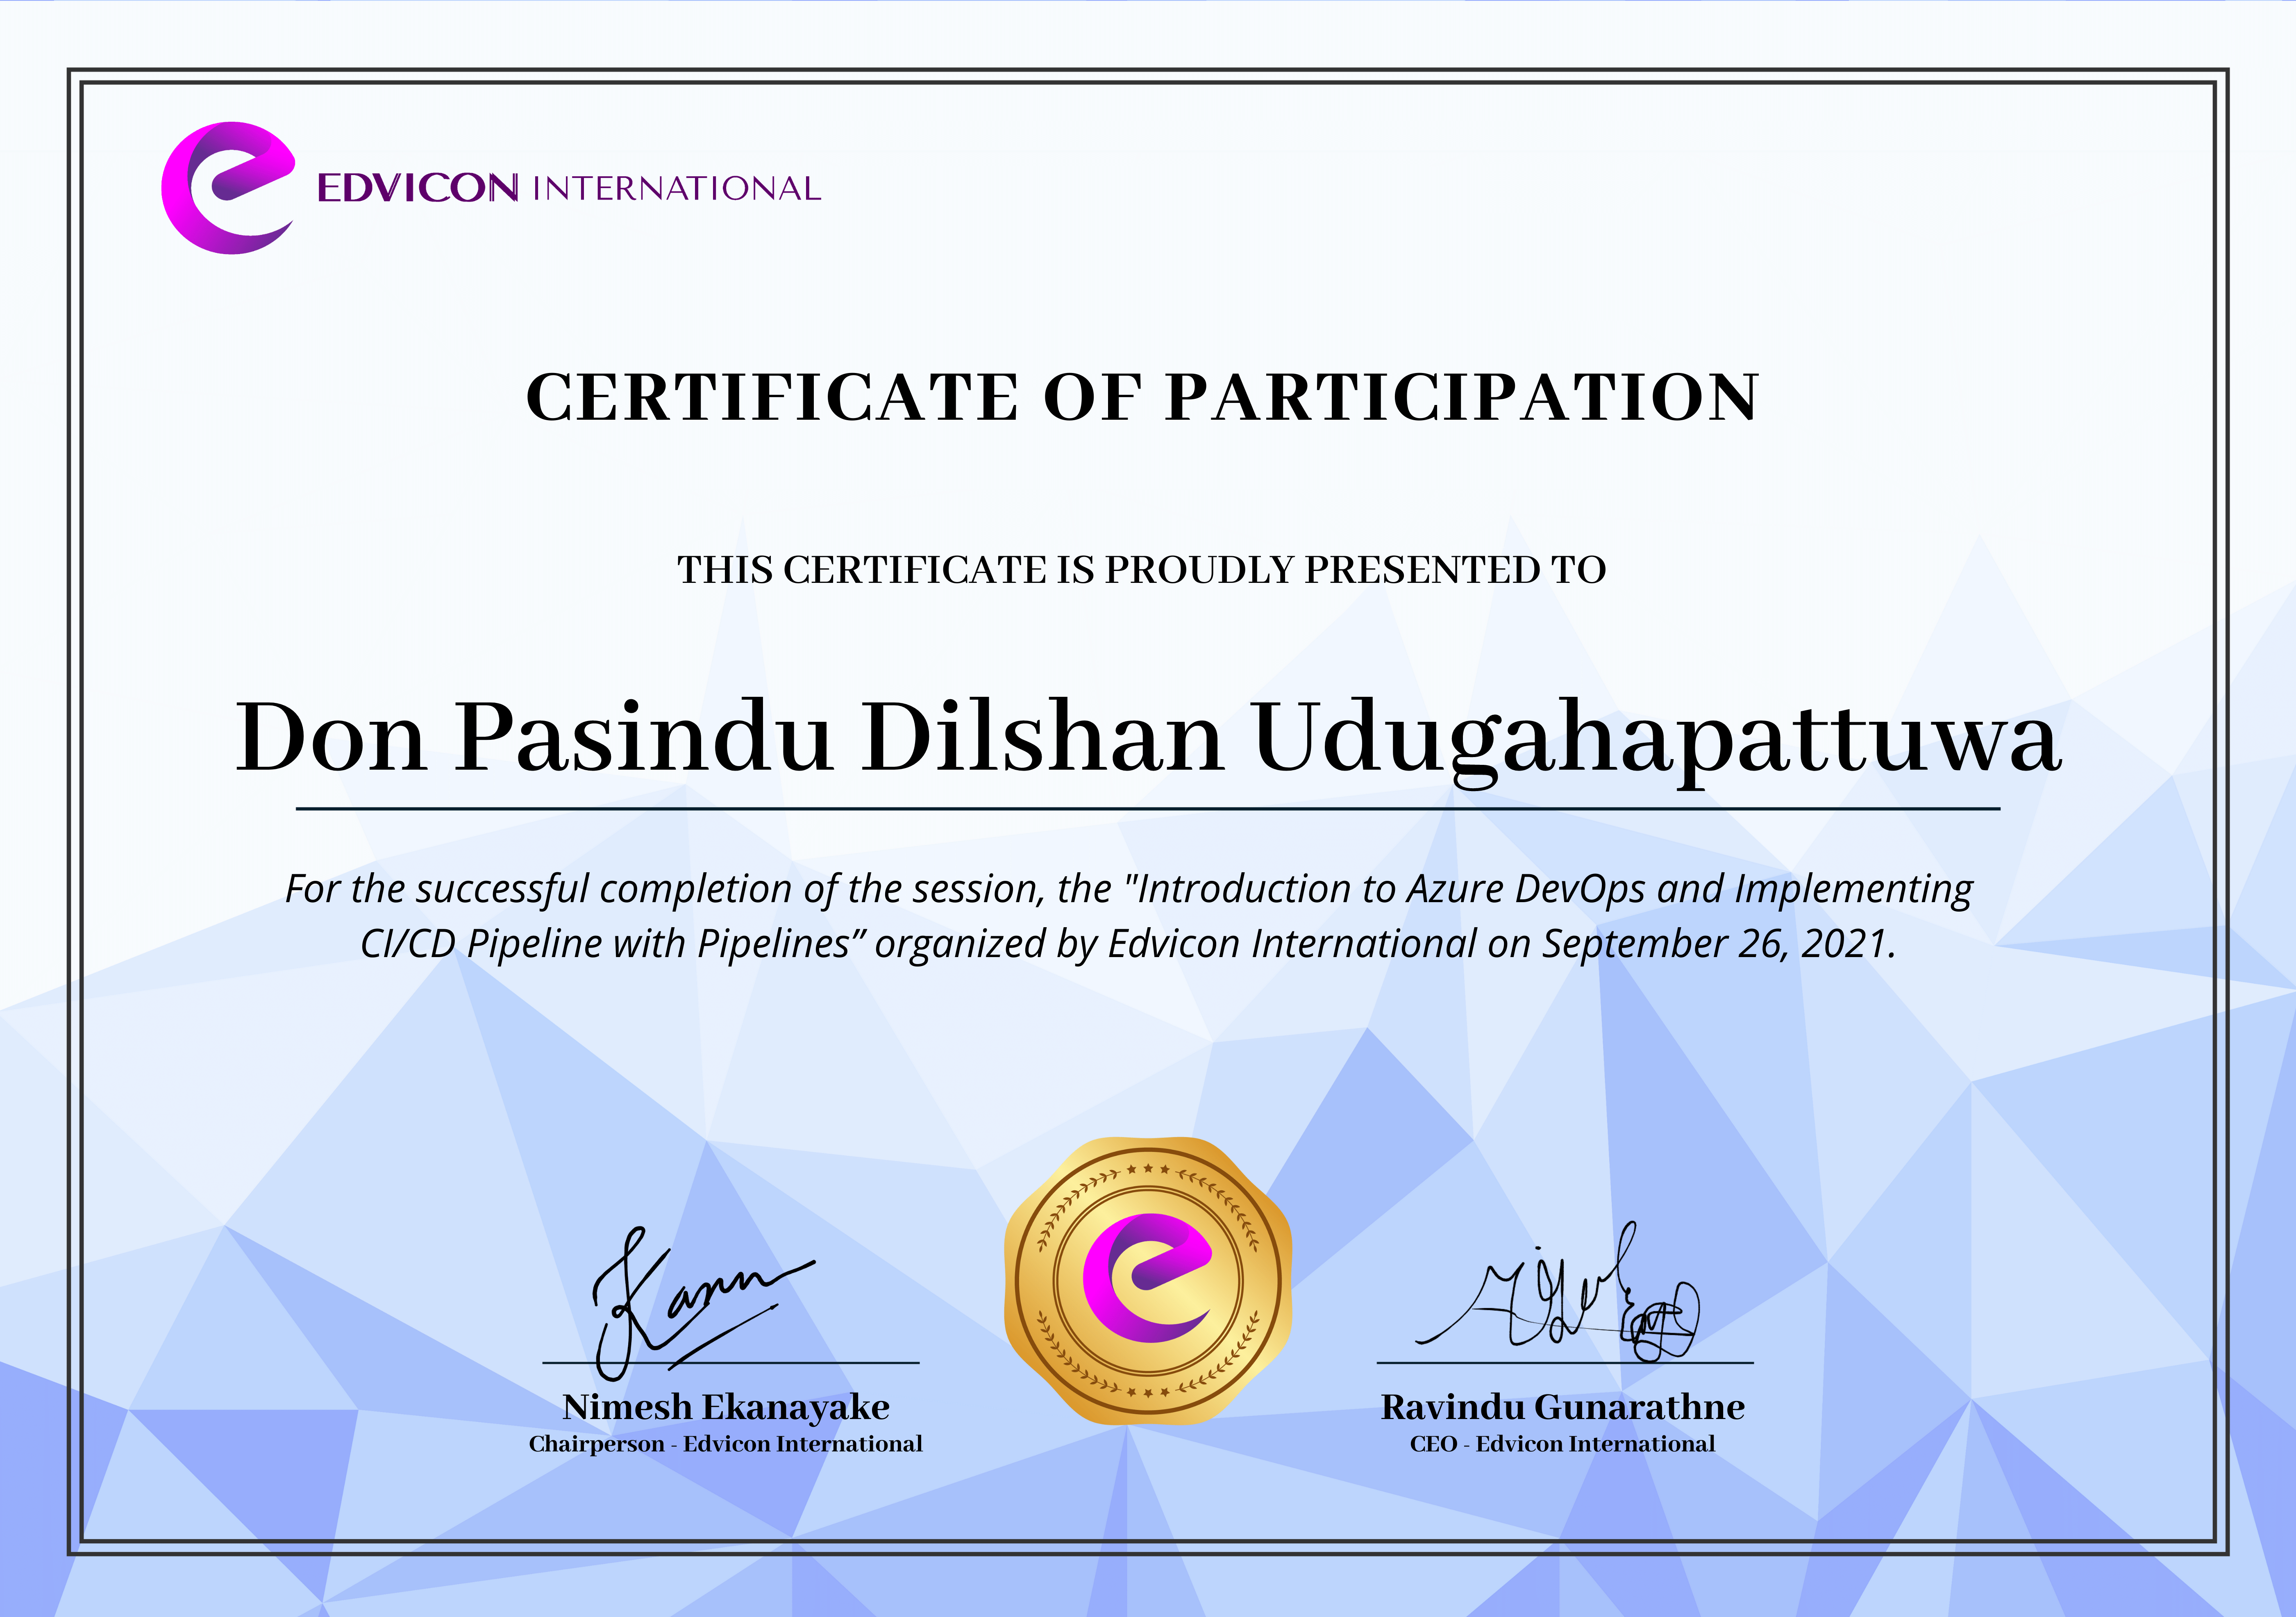 EDVICON INTERNATIONAL
CERTIFICATE OF PARTICIPATION
THIS CERTIFICATE IS PROUDLY PRESENTED TO
Don Pasindu Dilshan Udugahapattuwa
For the successful completion of the session, the "Introduction to Azure DevOps and Implementing
CI/CD Pipeline with Pipelines” organized by Edvicon International on September 26, 2021.
Nimesh Ekanayake
Chairperson - Edvicon International
Ravindu Gunarathne
CEO - Edvicon International